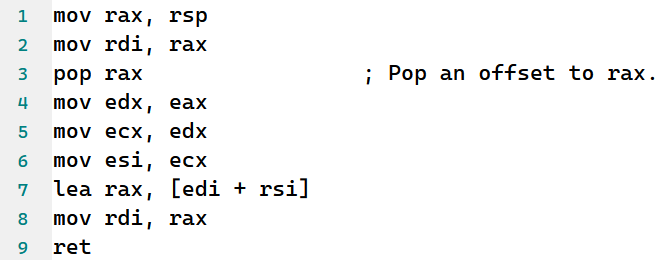 1 mov rax, rsp
2 mov rdi, rax
3 pop rax ; Pop an offset to rax.
4 mov edx, eax
5 mov ecx, edx
6 mov esi, ecx
7 lea rax, [edi + rsi]
8 mov rdi, rax
9 ret